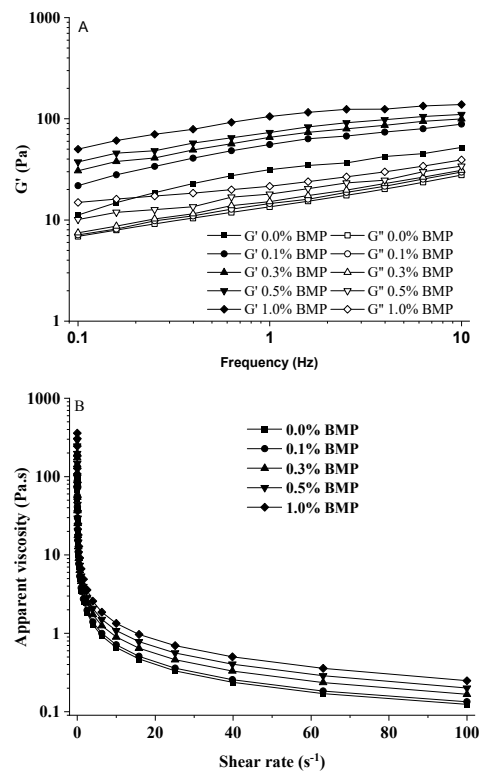 A
1000
100
10
1
G' (Pa)
G' 0.0% BMP G'' 0.0% BMP
G' 0.1% BMP G'' 0.1% BMP
G' 0.3% BMP G'' 0.3% BMP
G' 0.5% BMP G'' 0.5% BMP
G' 1.0% BMP G'' 1.0% BMP
0.1 1 10
Frequency (Hz)
B
1000
100
10
1
0.1
Apparent viscosity (Pa.s)
0.0% BMP
0.1% BMP
0.3% BMP
0.5% BMP
1.0% BMP
0 20 40 60 80 100
Shear rate (s-1)